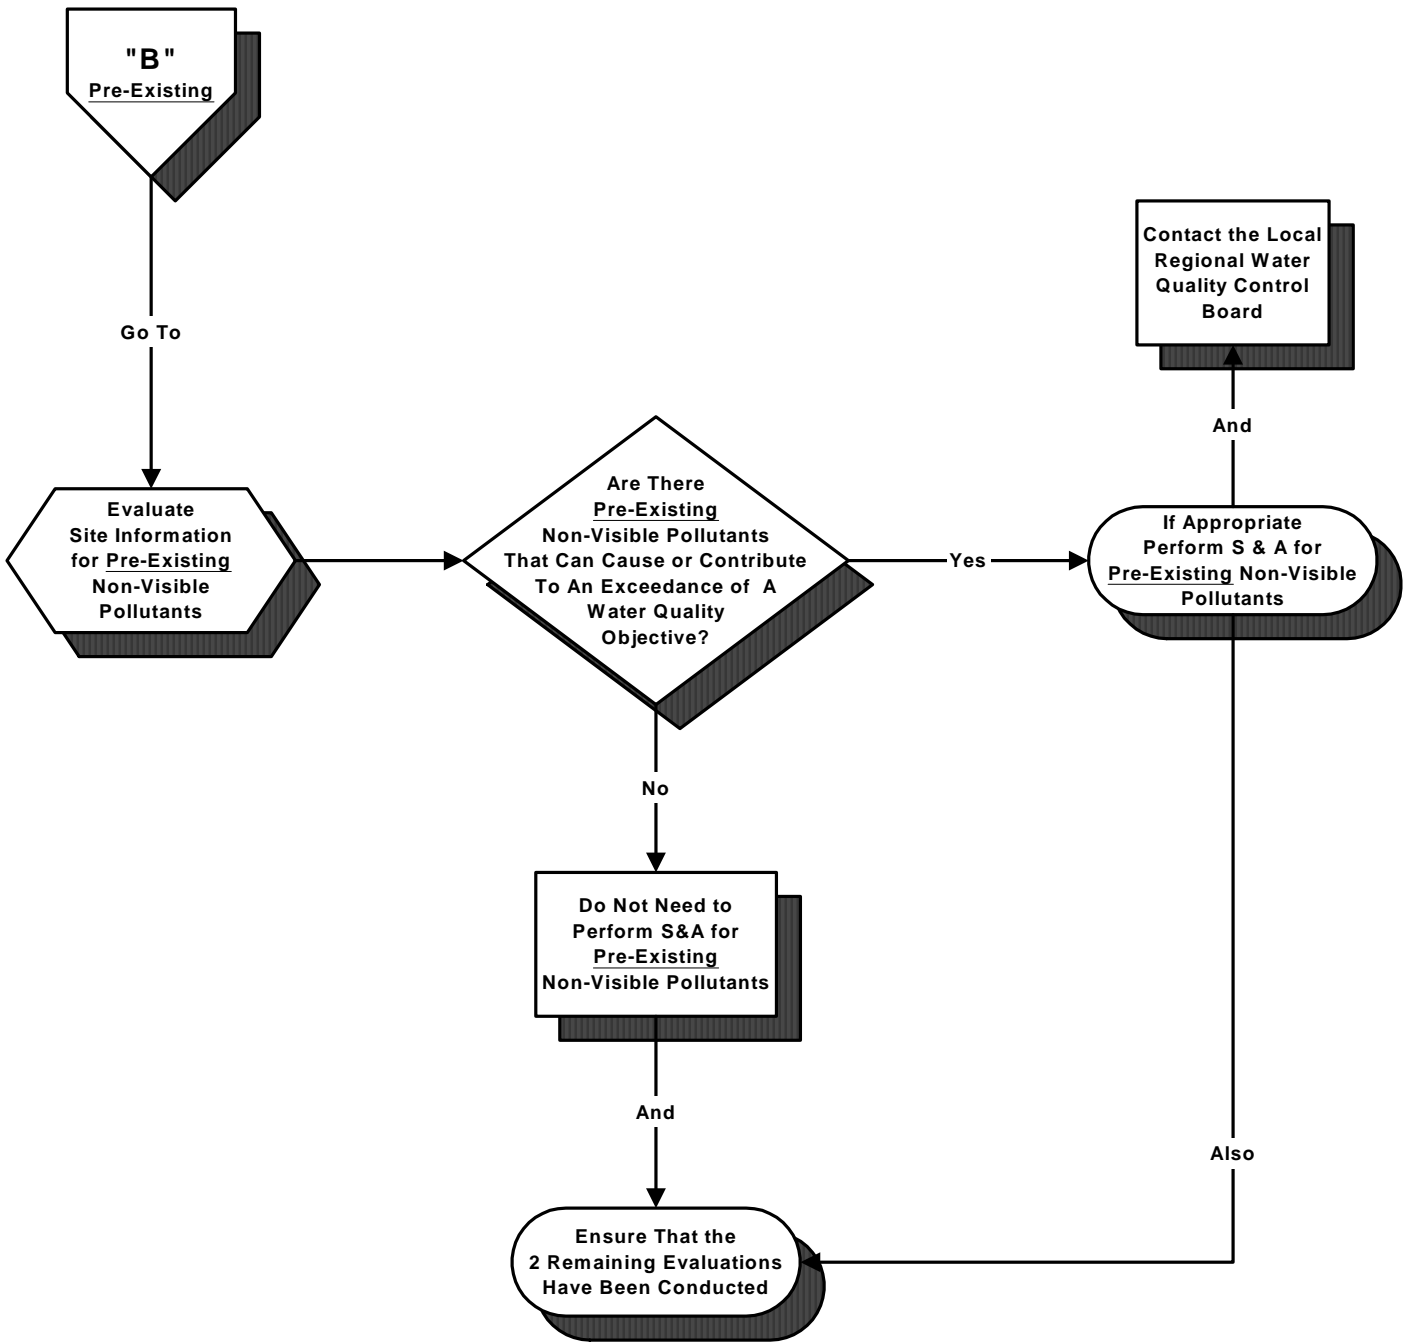 "B"
Pre-Existing
Go To
Evaluate
Site Information
for Pre-Existing
Non-Visible
Pollutants
Are There
Pre-Existing
Non-Visible Pollutants
That Can Cause or Contribute
To An Exceedance of A
Water Quality
Objective?
Yes
If Appropriate
Perform S & A for
Pre-Existing Non-Visible
Pollutants
And
Contact the Local
Regional Water
Quality Control
Board
No
Do Not Need to
Perform S&A for
Pre-Existing
Non-Visible Pollutants
And
Also
Ensure That the
2 Remaining Evaluations
Have Been Conducted